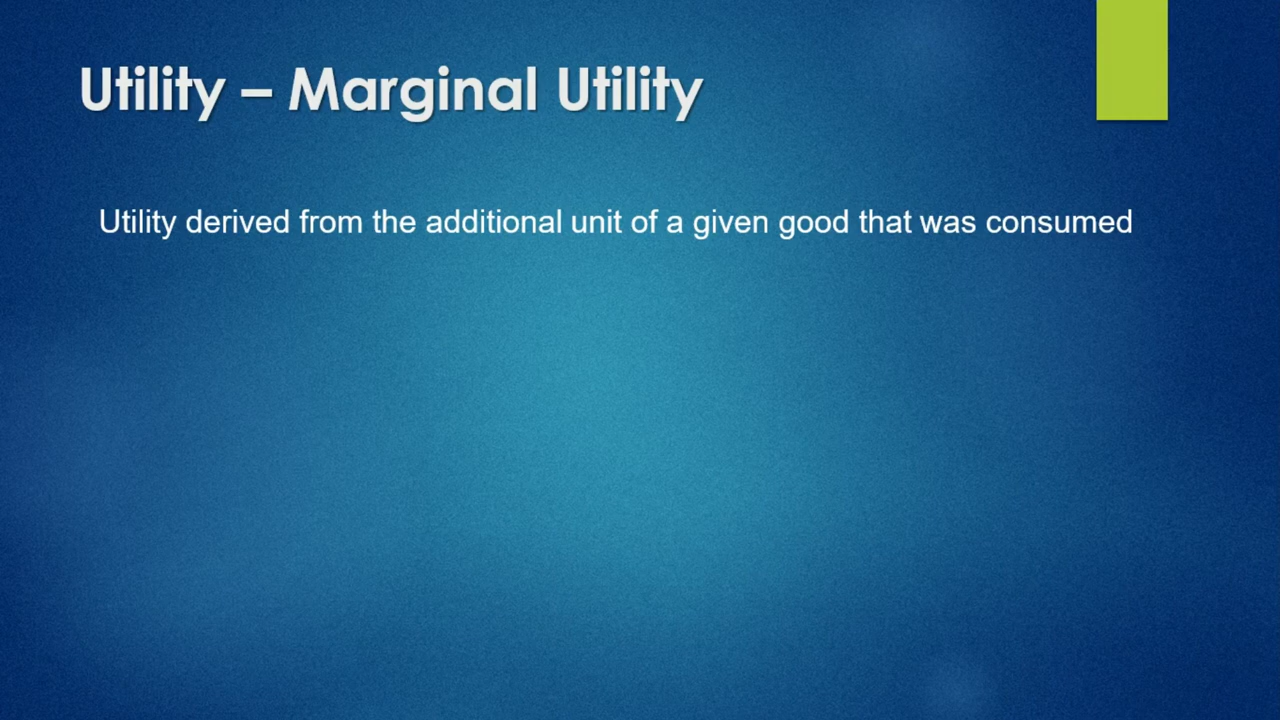 Utility – Marginal Utility
Utility derived from the additional unit of a given good that was consumed